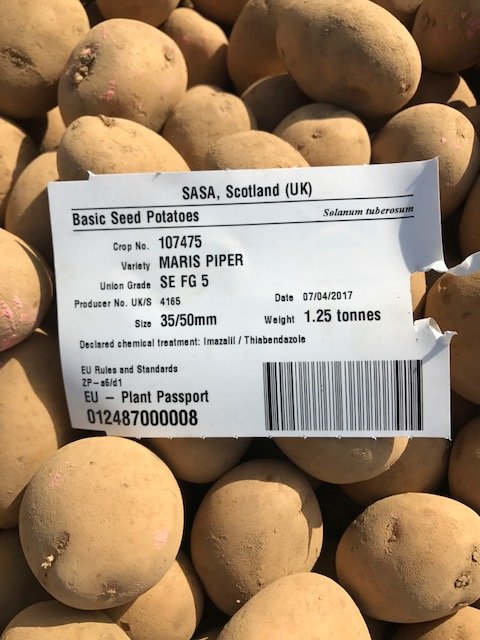 SASA, Scotland (UK)
Basic Seed Potatoes Solanum tuberosum
Crop No. 107475
Variety MARIS PIPER
Union Grade SE FG 5
Producer No. UK/S 4165 Date 07/04/2017
Size 35/50mm Weight 1.25 tonnes
Declared chemical treatment: Imazalil / Thiabendazole
EU Rules and Standards
ZP-a6/d1
EU - Plant Passport
012487000008